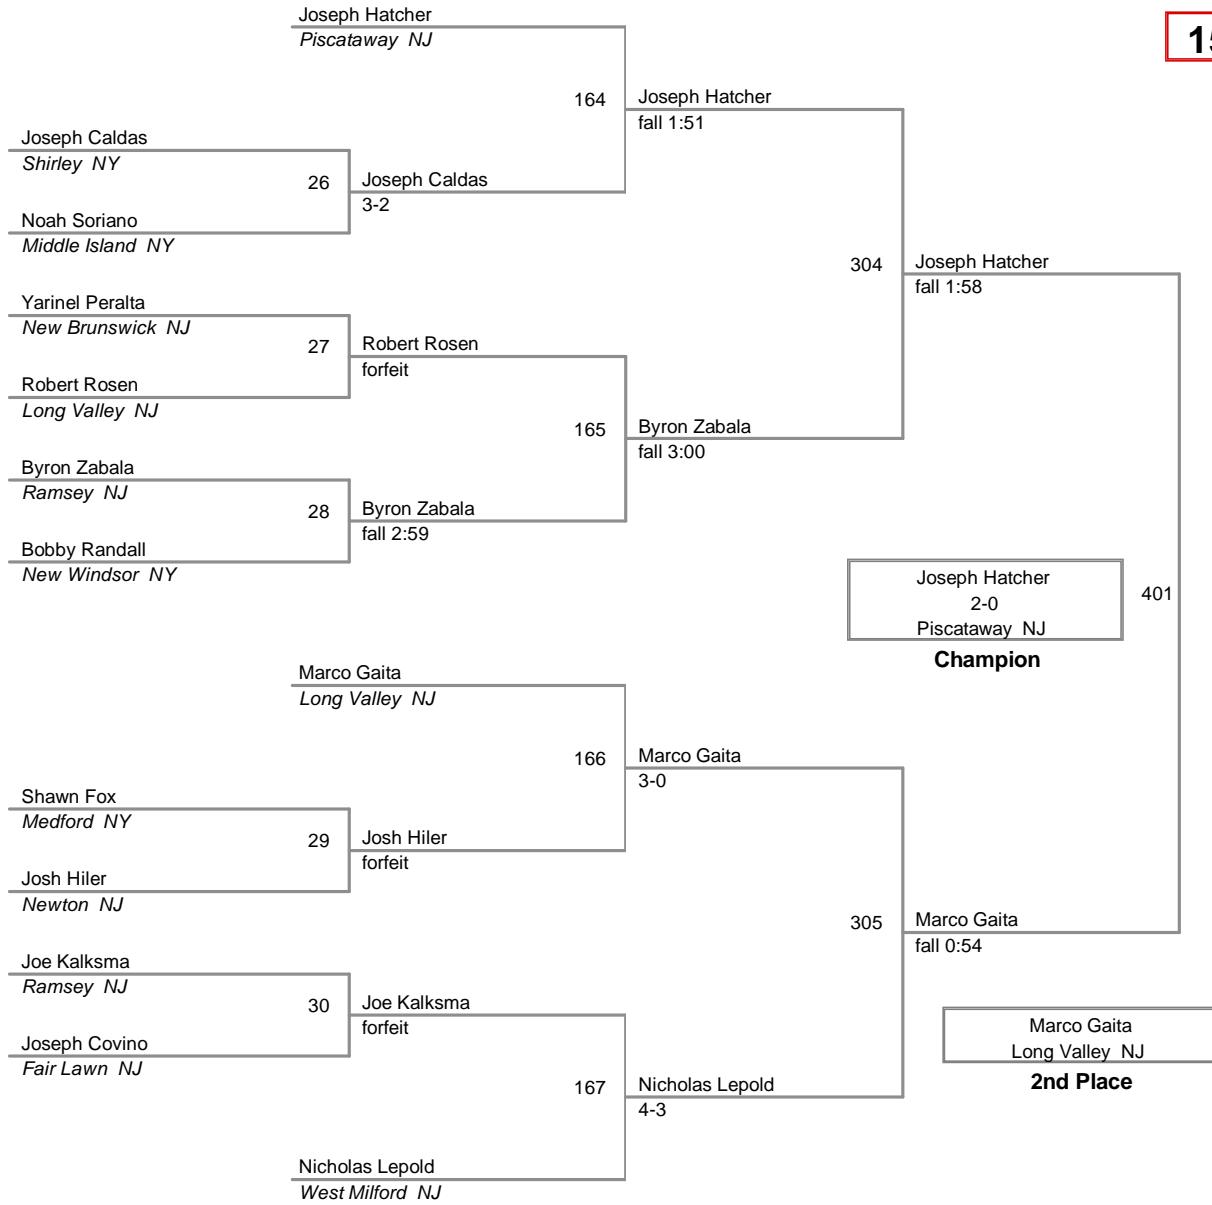 Joseph Hatcher
Piscataway NJ
15
164
Joseph Hatcher
fall 1:51
Joseph Caldas
Shirley NY
26
Joseph Caldas
3-2
Noah Soriano
Middle Island NY
304
Joseph Hatcher
fall 1:58
Yarinel Peralta
New Brunswick NJ
27
Robert Rosen
forfeit
Robert Rosen
Long Valley NJ
165
Byron Zabala
fall 3:00
Byron Zabala
Ramsey NJ
28
Byron Zabala
fall 2:59
Bobby Randall
New Windsor NY
Joseph Hatcher
2-0
Piscataway NJ
Champion
401
Marco Gaita
Long Valley NJ
166
Marco Gaita
3-0
Shawn Fox
Medford NY
29
Josh Hiler
forfeit
Josh Hiler
Newton NJ
305
Marco Gaita
fall 0:54
Joe Kalksma
Ramsey NJ
30
Joe Kalksma
forfeit
Joseph Covino
Fair Lawn NJ
Marco Gaita
Long Valley NJ
2nd Place
167
Nicholas Lepold
4-3
Nicholas Lepold
West Milford NJ